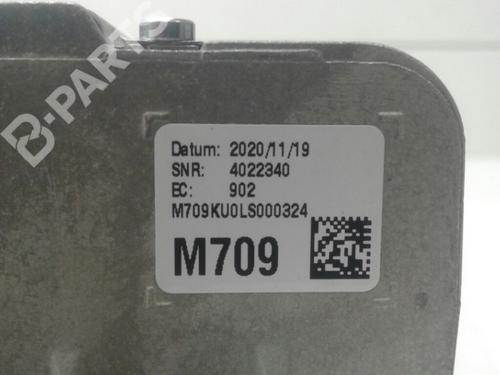 B-PARTS
Datum: 2020/11/19
SNR: 4022340
EC: 902
M709KU0LS000324
M709